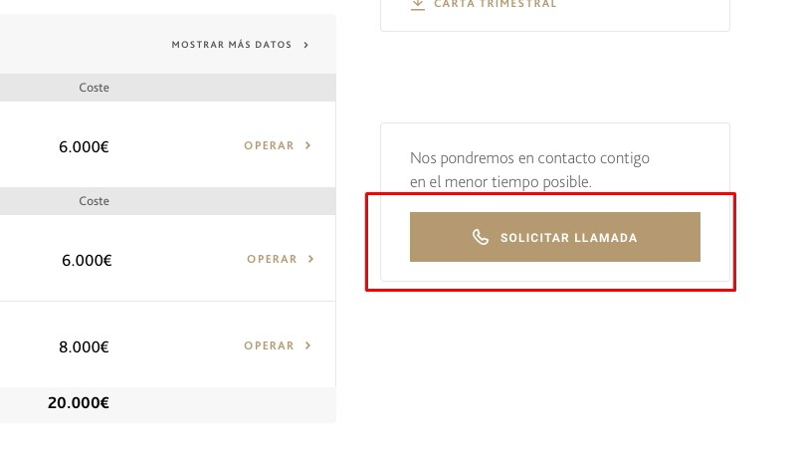 CARTA TRIMESTRAL
MOSTRAR MÁS DATOS
Coste
6.000€ OPERAR
Coste
6.000€ OPERAR
8.000€ OPERAR
20.000€
Nos pondremos en contacto contigo
en el menor tiempo posible.
SOLICITAR LLAMADA